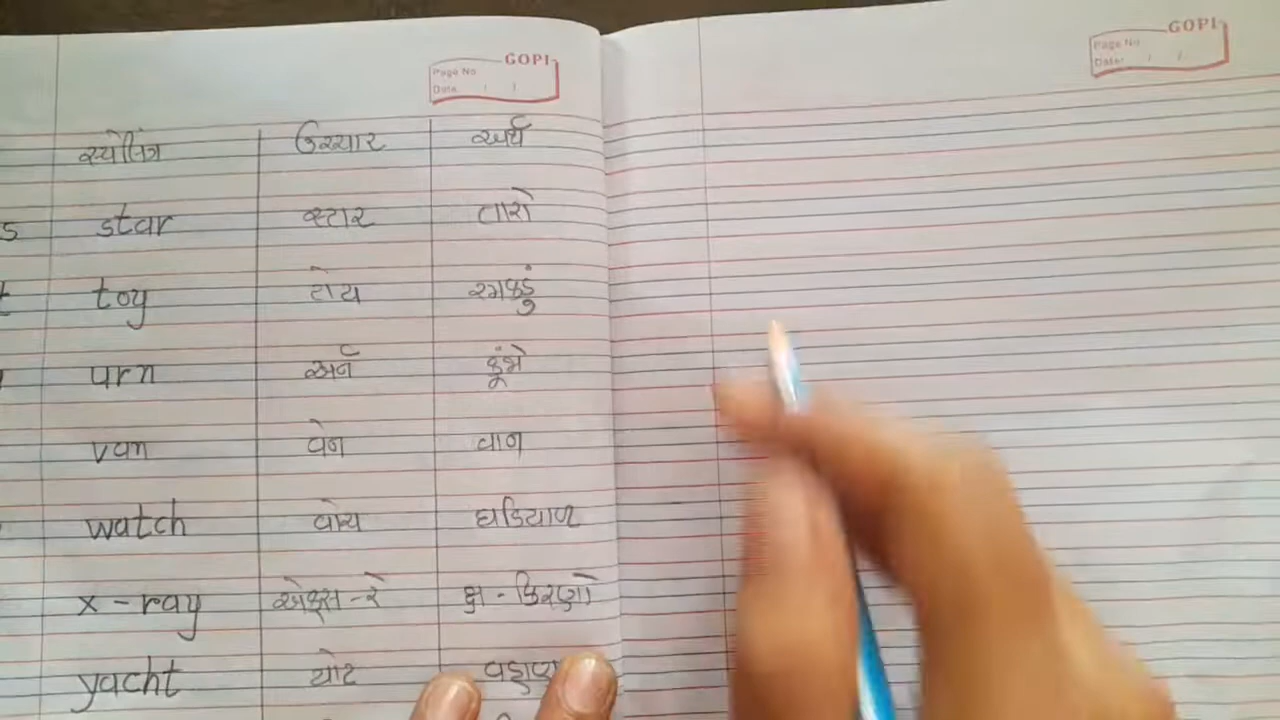 GOPI
Page No
Date / /
GOPI
Page No
Date: / /
સ્પેલિંગ ઉચ્ચાર અર્થ
s star સ્ટાર તારો
t toy ટોય રમકડું
urn અર્ન કુંભ
van વેન વાન
watch વોચ ઘડિયાળ
x-ray એક્સ-રે ક્ષ-કિરણો
yacht યોટ